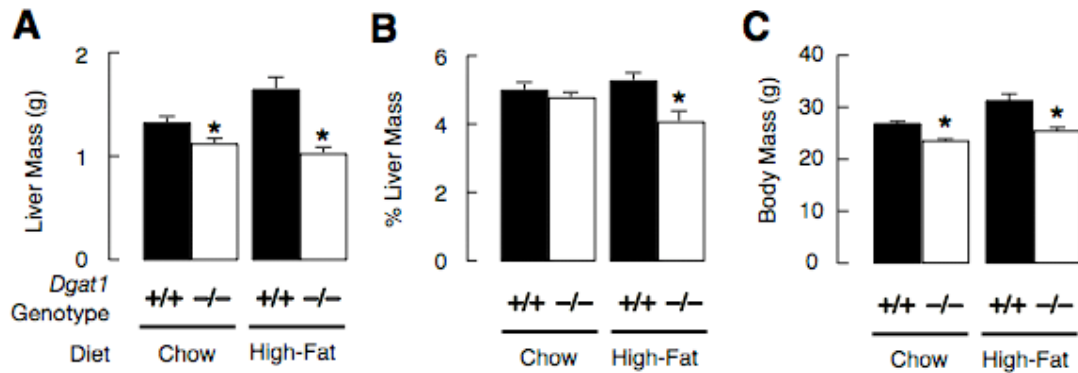 A
Liver Mass (g)
2
1
0
*
*
Dgat1
Genotype
+/+ –/– +/+ –/–
Diet
Chow High-Fat
B
% Liver Mass
6
4
2
0
*
+/+ –/– +/+ –/–
Chow High-Fat
C
Body Mass (g)
40
30
20
10
0
*
*
+/+ –/– +/+ –/–
Chow High-Fat